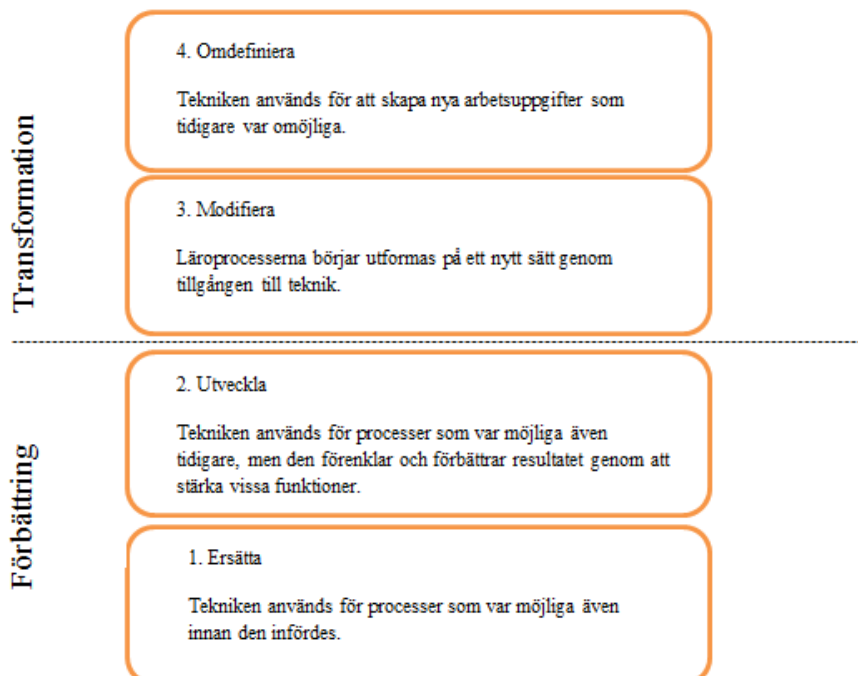 Transformation
4. Omdefiniera
Tekniken används för att skapa nya arbetsuppgifter som
tidigare var omöjliga.
3. Modifiera
Läroprocesserna börjar utformas på ett nytt sätt genom
tillgången till teknik.
Förbättring
2. Utveckla
Tekniken används för processer som var möjliga även
tidigare, men den förenklar och förbättrar resultatet genom att
stärka vissa funktioner.
1. Ersätta
Tekniken används för processer som var möjliga även
innan den infördes.